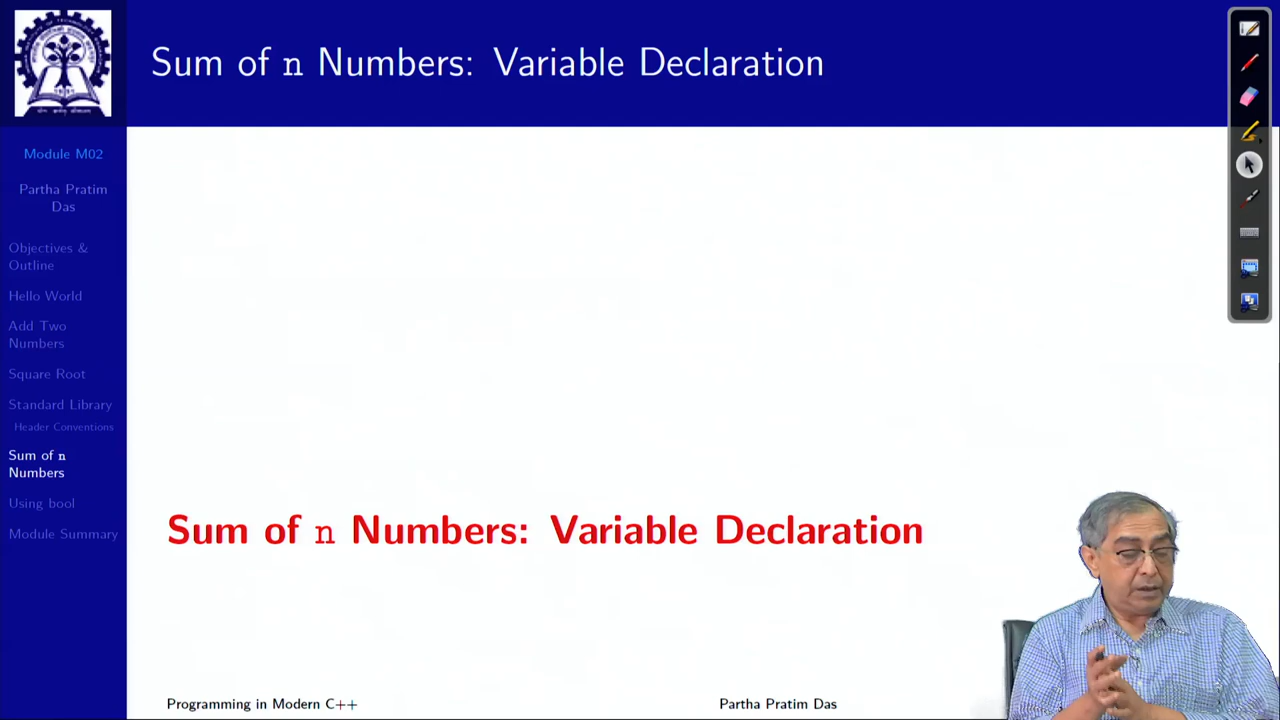 Sum of n Numbers: Variable Declaration
Module M02
Partha Pratim
Das
Objectives &
Outline
Hello World
Add Two
Numbers
Square Root
Standard Library
Header Conventions
Sum of n
Numbers
Using bool
Module Summary
Sum of n Numbers: Variable Declaration
Programming in Modern C++
Partha Pratim Das